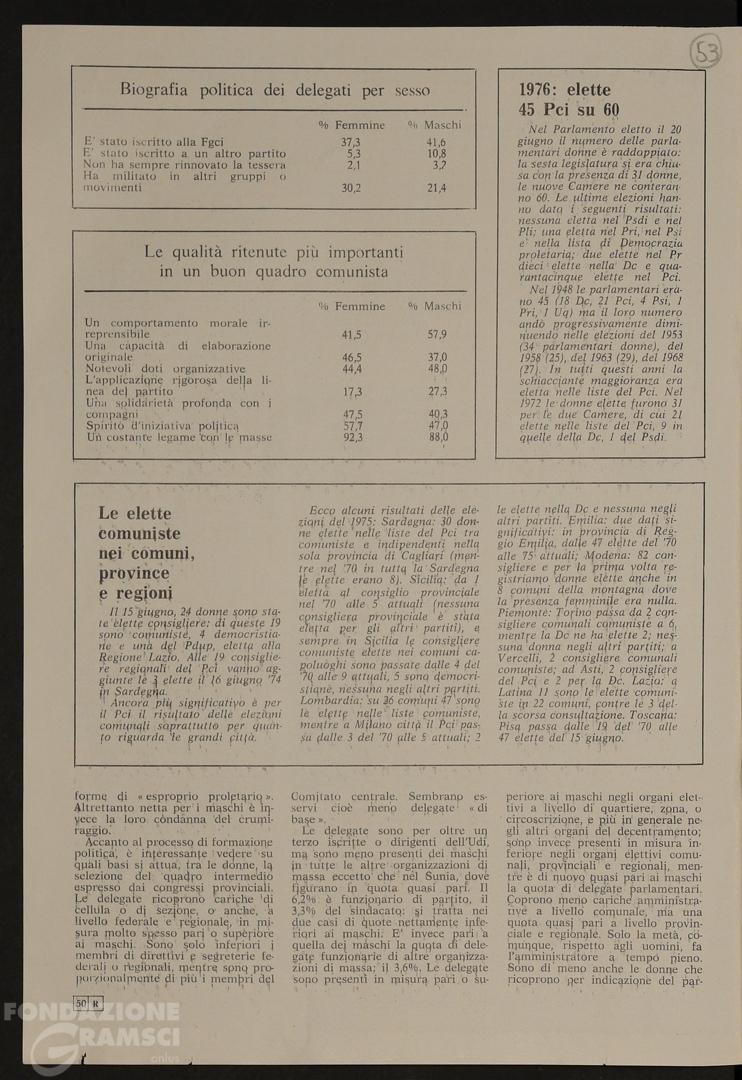 53
Biografia politica dei delegati per sesso
% Femmine % Maschi
E' stato iscritto alla Fgci 37,3 41,6
E' stato iscritto a un altro partito 5,3 10,8
Non ha sempre rinnovato la tessera 2,1 3,7
Ha militato in altri gruppi o
movimenti 30,2 21,4
Le qualità ritenute più importanti
in un buon quadro comunista
% Femmine % Maschi
Un comportamento morale ir-
reprensibile 41,5 57,9
Una capacità di elaborazione
originale 46,5 37,0
Notevoli doti organizzative 44,4 48,0
L'applicazione rigorosa della li-
nea del partito 17,3 27,3
Una solidarietà profonda con i
compagni 47,5 40,3
Spirito d'iniziativa politica 57,7 47,0
Un costante legame con le masse 92,3 88,0
1976: elette
45 Pci su 60
Nel Parlamento eletto il 20
giugno il numero delle parla-
mentari donne è raddoppiato:
la sesta legislatura si era chiu-
sa con la presenza di 31 donne,
le nuove Camere ne conteran-
no 60. Le ultime elezioni han-
no dato i seguenti risultati:
nessuna eletta nel Psdi e nel
Pli; una eletta nel Pri, nel Psi
e nella lista di Democrazia
proletaria; due elette nel Pr
dieci elette nella Dc e qua-
rantacinque elette nel Pci.
Nel 1948 le parlamentari era-
no 45 (18 Dc, 21 Pci, 4 Psi, 1
Pri, 1 Uq) ma il loro numero
andò progressivamente dimi-
nuendo nelle elezioni del 1953
(34 parlamentari donne), del
1958 (25), del 1963 (29), del 1968
(27). In tutti questi anni la
schiacciante maggioranza era
eletta nelle liste del Pci. Nel
1972 le donne elette furono 31
per le due Camere, di cui 21
elette nelle liste del Pci, 9 in
quelle della Dc, 1 del Psdi.
Le elette
comuniste
nei comuni,
province
e regioni
Il 15 giugno, 24 donne sono sta-
te elette consigliere; di queste 19
sono comuniste, 4 democristia-
ne e una del Pdup, eletta alla
Regione Lazio. Alle 19 consiglie-
re regionali del Pci vanno ag-
giunte le 3 elette il 16 giugno '74
in Sardegna.
Ancora più significativo è per
il Pci il risultato delle elezioni
comunali soprattutto per quan-
to riguarda le grandi città.
Ecco alcuni risultati delle ele-
zioni del 1975: Sardegna: 30 don-
ne elette nelle liste del Pci tra
comuniste e indipendenti nella
sola provincia di Cagliari (men-
tre nel '70 in tutta la Sardegna
le elette erano 8). Sicilia: da 1
eletta al consiglio provinciale
nel '70 alle 5 attuali (nessuna
consigliera provinciale è stata
eletta per gli altri partiti), e
sempre in Sicilia le consigliere
comuniste elette nei comuni ca-
poluoghi sono passate dalle 4 del
'70 alle 9 attuali, 5 sono democri-
stiane, nessuna negli altri partiti.
Lombardia: su 26 comuni 47 sono
le elette nelle liste comuniste,
mentre a Milano città il Pci pas-
sa dalle 3 del '70 alle 5 attuali; 2
le elette nella Dc e nessuna negli
altri partiti. Emilia: due dati si-
gnificativi: in provincia di Reg-
gio Emilia, dalle 47 elette del '70
alle 75 attuali; Modena: 82 con-
sigliere e per la prima volta re-
gistriamo donne elette anche in
8 comuni della montagna dove
la presenza femminile era nulla.
Piemonte: Torino passa da 2 con-
sigliere comunali comuniste a 6,
mentre la Dc ne ha elette 2; nes-
suna donna negli altri partiti; a
Vercelli, 2 consigliere comunali
comuniste; ad Asti, 2 consigliere
del Pci e 2 per la Dc. Lazio: a
Latina 11 sono le elette comuni-
ste in 22 comuni, contre le 3 del-
la scorsa consultazione. Toscana:
Pisa passa dalle 19 del '70 alle
47 elette del 15 giugno.
forme di « esproprio proletario ».
Altrettanto netta per i maschi è in-
vece la loro condanna del crumi-
raggio.
Accanto al processo di formazione
politica, è interessante vedere su
quali basi si attua, tra le donne, la
selezione del quadro intermedio
espresso dai congressi provinciali.
Le delegate ricoprono cariche di
cellula o di sezione, o anche, a
livello federale e regionale, in mi-
sura molto spesso pari o superiore
ai maschi. Sono solo inferiori i
membri di direttivi e segreterie fe-
derali o regionali, mentre sono pro-
porzionalmente di più i membri del
Comitato centrale. Sembrano es-
servi cioè meno delegate « di
base ».
Le delegate sono per oltre un
terzo iscritte o dirigenti dell'Udi,
ma sono meno presenti dei maschi
in tutte le altre organizzazioni di
massa eccetto che nel Sunia, dove
figurano in quota quasi pari. Il
6,2% è funzionario di partito, il
3,3% del sindacato: si tratta nei
due casi di quote nettamente infe-
riori ai maschi. E' invece pari a
quella dei maschi la quota di dele-
gate funzionarie di altre organizza-
zioni di massa: il 3,6%. Le delegate
sono presenti in misura pari o su-
periore ai maschi negli organi elet-
tivi a livello di quartiere, zona, o
circoscrizione, e più in generale ne-
gli altri organi del decentramento;
sono invece presenti in misura in-
feriore negli organi elettivi comu-
nali, provinciali e regionali, men-
tre è di nuovo quasi pari ai maschi
la quota di delegate parlamentari.
Coprono meno cariche amministra-
tive a livello comunale, ma una
quota quasi pari a livello provin-
ciale e regionale. Solo la metà, co-
munque, rispetto agli uomini, fa
l'amministratore a tempo pieno.
Sono di meno anche le donne che
ricoprono per indicazione del par-
50 R
FONDAZIONE
GRAMSCI
onlus